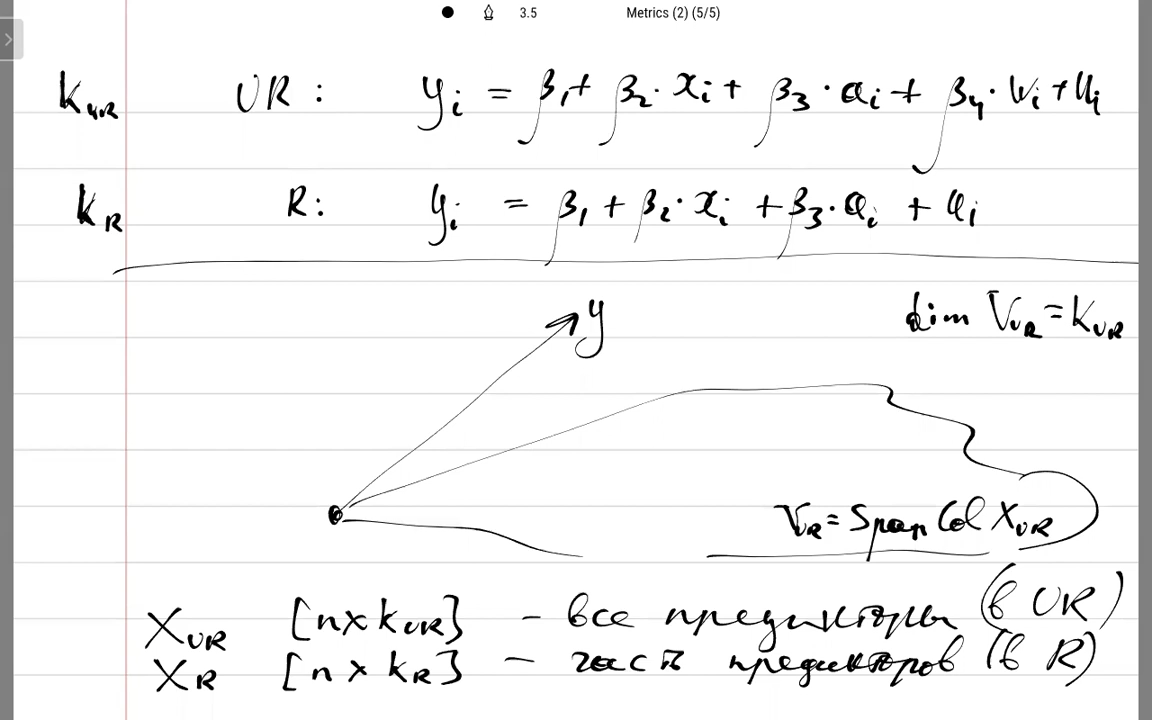 3.5 Metrics (2) (5/5)
k_UR UR: y_i = β_1 + β_2 · x_i + β_3 · a_i + β_4 · w_i + u_i
k_R R: y_i = β_1 + β_2 · x_i + β_3 · a_i + u_i
y
dim V_UR = k_UR
V_R = Span Col X_UR
X_UR [n × k_UR] – все предикторы (в UR)
X_R [n × k_R] – часть предикторов (в R)